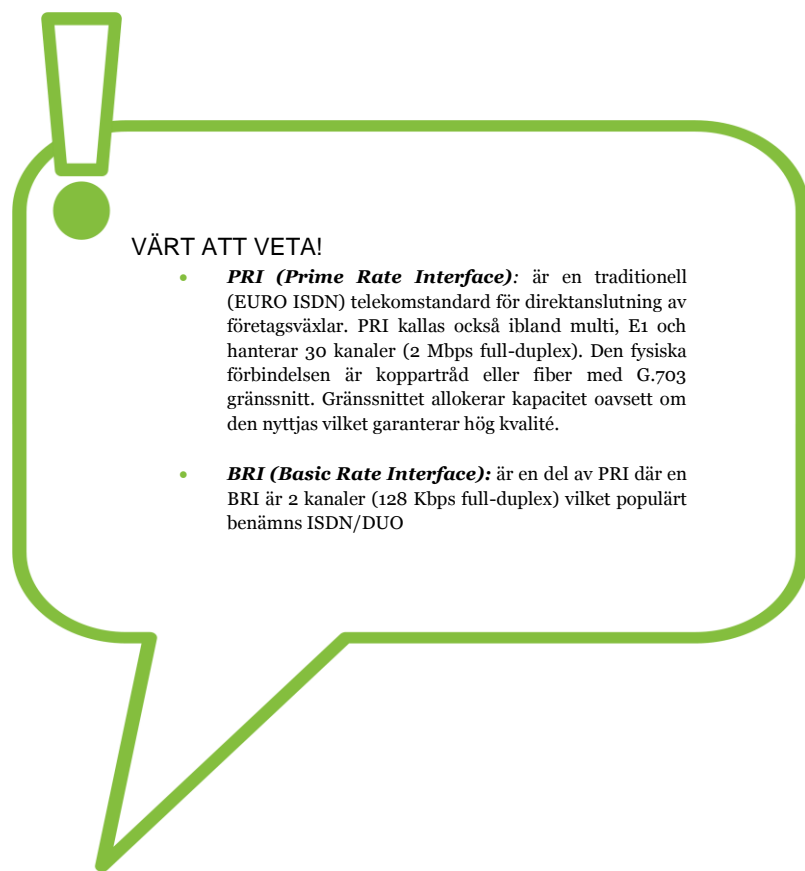 VÄRT ATT VETA!
• PRI (Prime Rate Interface): är en traditionell
(EURO ISDN) telekomstandard för direktanslutning av
företagsväxlar. PRI kallas också ibland multi, E1 och
hanterar 30 kanaler (2 Mbps full-duplex). Den fysiska
förbindelsen är koppartråd eller fiber med G.703
gränssnitt. Gränssnittet allokerar kapacitet oavsett om
den nyttjas vilket garanterar hög kvalité.
• BRI (Basic Rate Interface): är en del av PRI där en
BRI är 2 kanaler (128 Kbps full-duplex) vilket populärt
benämns ISDN/DUO